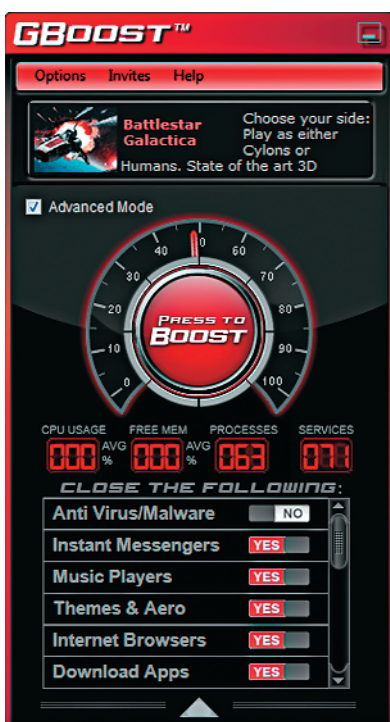 GBOOST™
Options Invites Help
Battlestar Galactica
Choose your side:
Play as either
Cylons or
Humans. State of the art 3D
Advanced Mode
40 0 60
30 70
20 80
10 90
0 100
PRESS TO
BOOST
CPU USAGE FREE MEM PROCESSES SERVICES
000 AVG % 000 AVG % 063 071
CLOSE THE FOLLOWING:
Anti Virus/Malware NO
Instant Messengers YES
Music Players YES
Themes & Aero YES
Internet Browsers YES
Download Apps YES